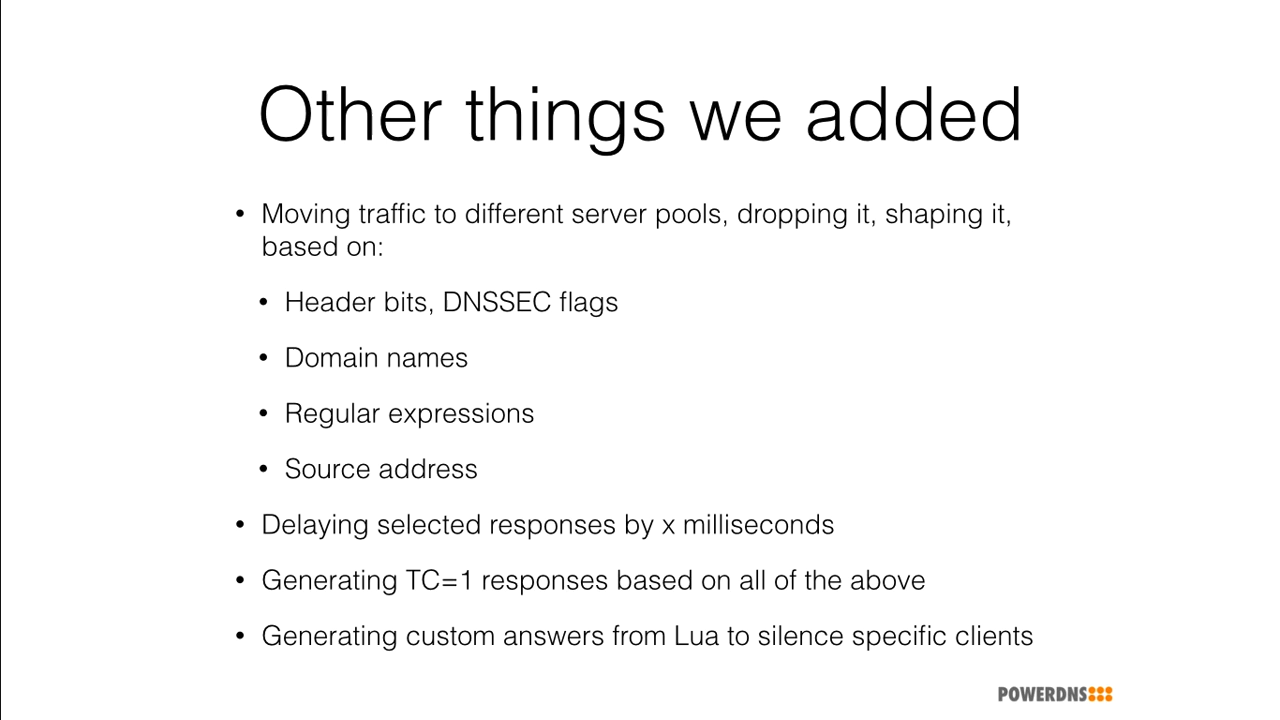 Other things we added
• Moving traffic to different server pools, dropping it, shaping it,
based on:
• Header bits, DNSSEC flags
• Domain names
• Regular expressions
• Source address
• Delaying selected responses by x milliseconds
• Generating TC=1 responses based on all of the above
• Generating custom answers from Lua to silence specific clients
POWERDNS